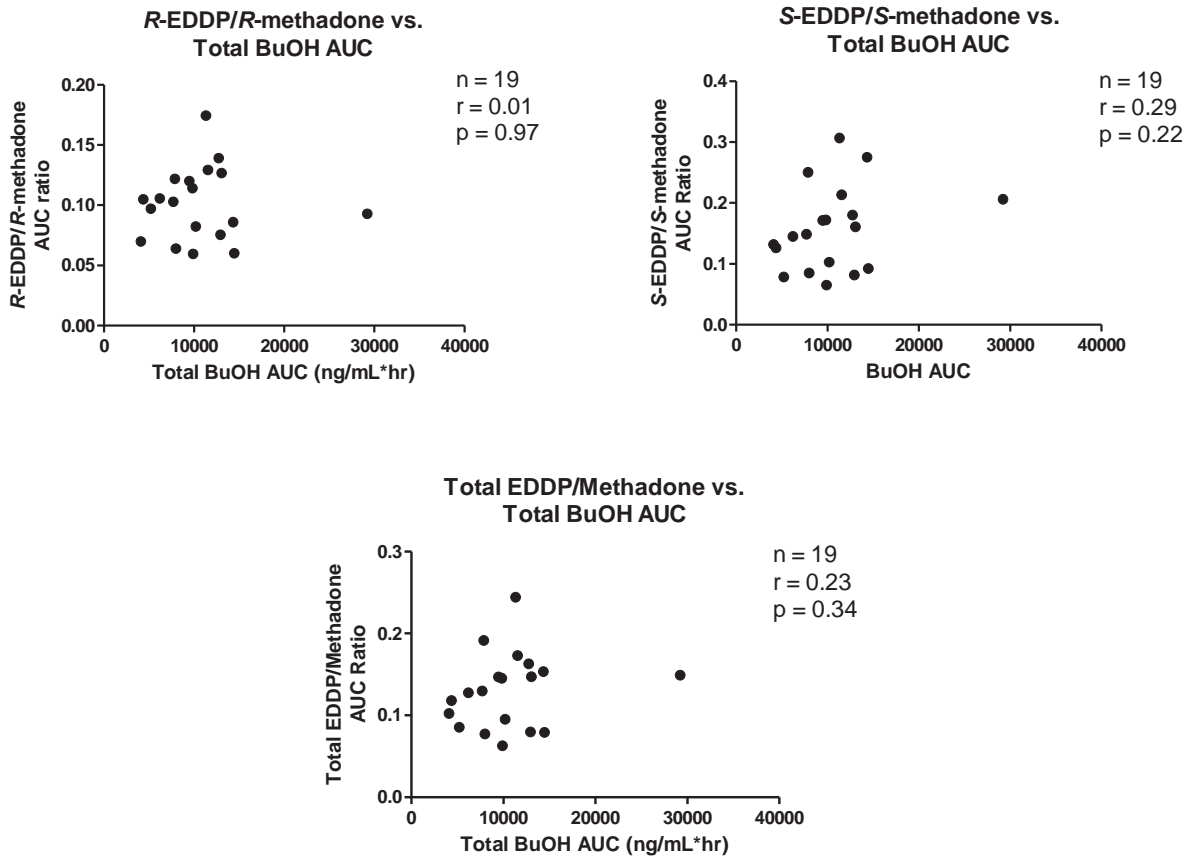 R-EDDP/R-methadone vs.
Total BuOH AUC
n = 19
r = 0.01
p = 0.97
R-EDDP/R-methadone
AUC ratio
0.20
0.15
0.10
0.05
0.00
0
10000
20000
30000
40000
Total BuOH AUC (ng/mL*hr)
S-EDDP/S-methadone vs.
Total BuOH AUC
n = 19
r = 0.29
p = 0.22
S-EDDP/S-methadone
AUC Ratio
0.4
0.3
0.2
0.1
0.0
0
10000
20000
30000
40000
BuOH AUC
Total EDDP/Methadone vs.
Total BuOH AUC
n = 19
r = 0.23
p = 0.34
Total EDDP/Methadone
AUC Ratio
0.3
0.2
0.1
0.0
0
10000
20000
30000
40000
Total BuOH AUC (ng/mL*hr)